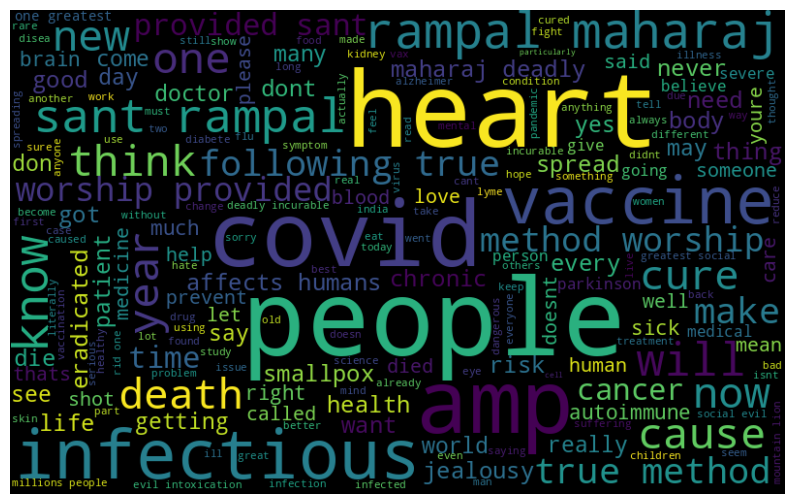 one greatest
provided sant
cured
fight
rampal maharaj
rare
disea
new
one
still
show
food
made
kidney
vax
illness
brain come
many
please
long
particularly
maharaj deadly
said
never
severe
good
day
doctor
dont
alzheimer
condition
believe
spreading
another
work
heart
actually
pandemic
anything
tell
due
way
thought
sant rampal
must
feel
read
yes
need
body
youre
always
different
two
use
diabete
flu
mental
incurable
give
didnt
don
sure
anyone
think
symptom
following true
spread
may
thing
cant
hope
something
going
someone
worship provided
real
virus
blood
love
lyme
women
become
without
deadly incurable
india
take
vaccine
reduce
first
got
change
case
caused
much
sorry
eat
today
went
covid
person
others
method worship
greatest social
know
year
patient
medicine
help
hate
affects humans
best
chronic
every
parkinson
live
care
cure
literally
vaccination
eradicated
drug
using
prevent
old
doesn
keep
everyone
dangerous
doesnt
well
back
make
serious
healthy
rid one
lot
found
let
say
study
people
science
treatment
sick
medical
mean
die
time
problem
issue
smallpox
died
risk
human
isnt
bad
thats
shot
eye
mind
already
will
cell
see
death
right
cancer
now
skin
part
life
getting
better
called
health
want
suffering
amp
autoimmune
social evil
mountain lion
cause
infectious
ill
great
even
saying
world
really
children
seem
man
jealousy
true method
millions people
evil intoxication
infection
infected